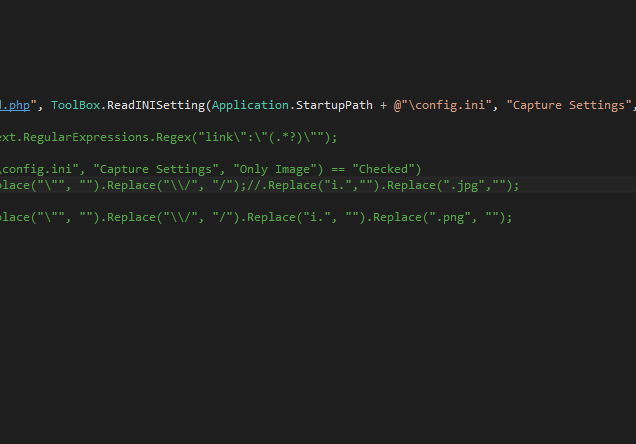 .php", ToolBox.ReadINISetting(Application.StartupPath + @"\config.ini", "Capture Settings",
ext.RegularExpressions.Regex("link\":\"(.*?)\"");
config.ini", "Capture Settings", "Only Image") == "Checked")
place("\"", "").Replace("\\/", "/");//.Replace("i.","").Replace(".jpg","");
place("\"", "").Replace("\\/", "/").Replace("i.", "").Replace(".png", "");